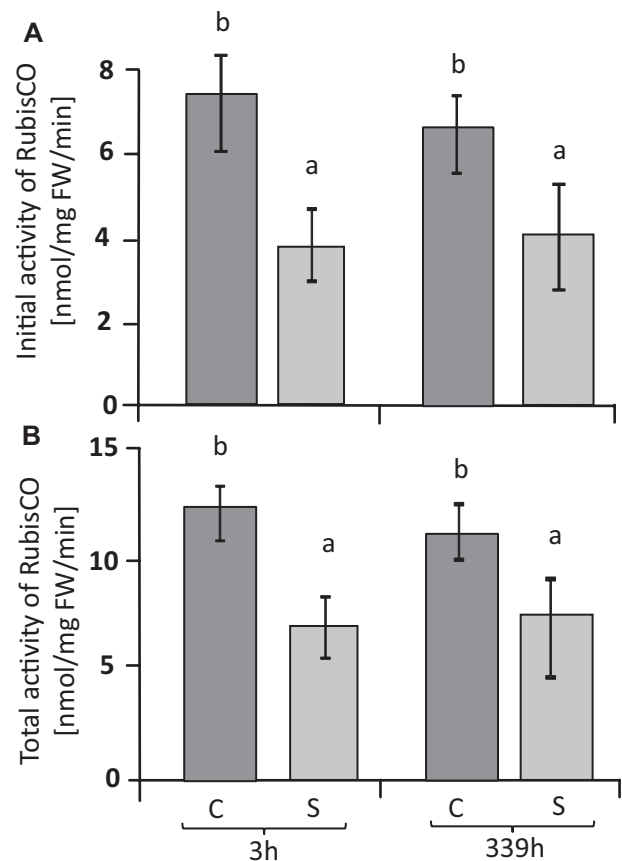 A
Initial activity of RubisCO
[nmol/mg FW/min]
8
6
4
2
0
b
a
b
a
B
Total activity of RubisCO
[nmol/mg FW/min]
15
10
5
0
b
a
b
a
C S C S
3h 339h